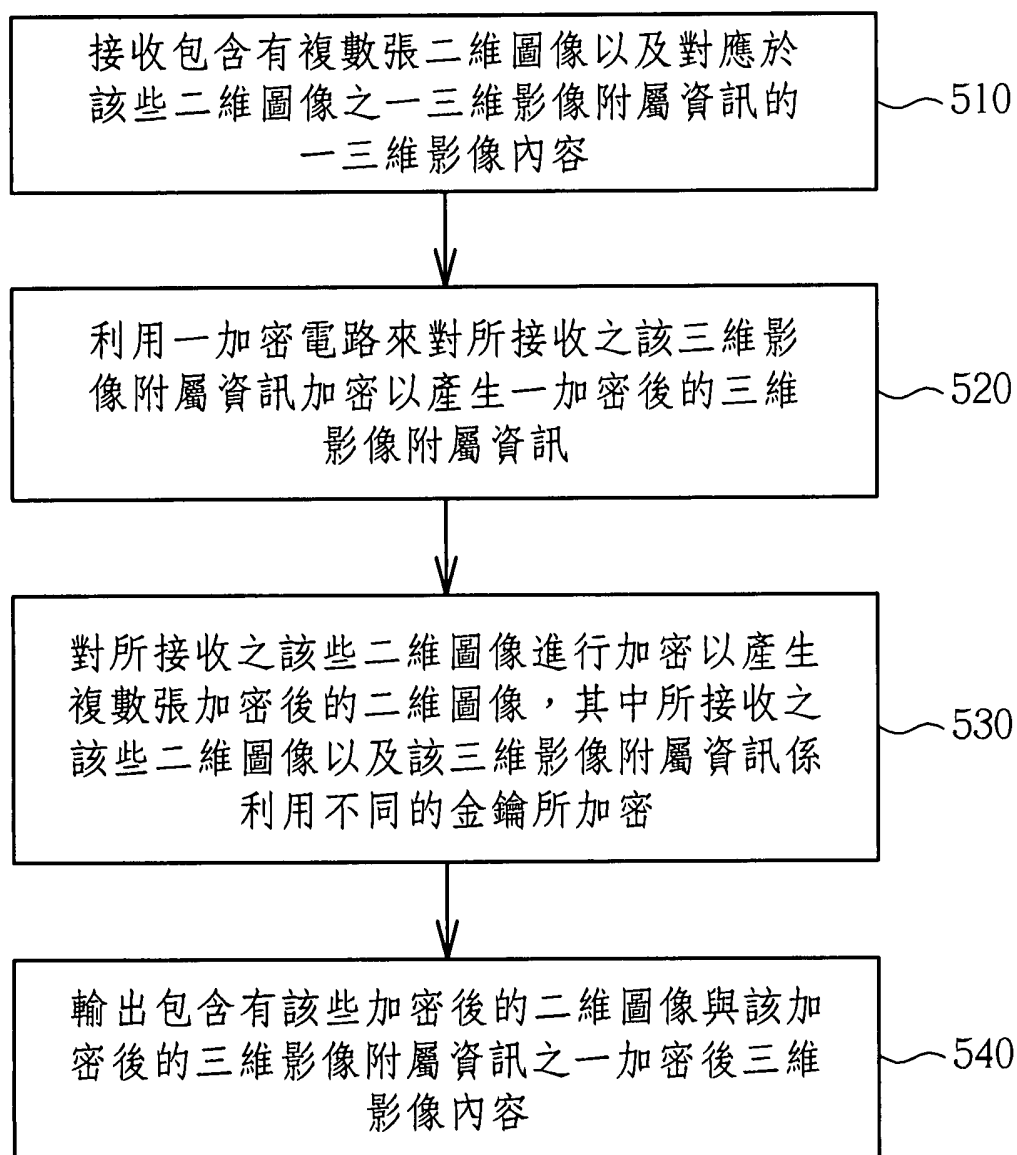 接收包含有複數張二維圖像以及對應於
該些二維圖像之一三維影像附屬資訊的
一三維影像內容
510
利用一加密電路來對所接收之該三維影
像附屬資訊加密以產生一加密後的三維
影像附屬資訊
520
對所接收之該些二維圖像進行加密以產生
複數張加密後的二維圖像，其中所接收之
該些二維圖像以及該三維影像附屬資訊係
利用不同的金鑰所加密
530
輸出包含有該些加密後的二維圖像與該加
密後的三維影像附屬資訊之一加密後三維
影像內容
540